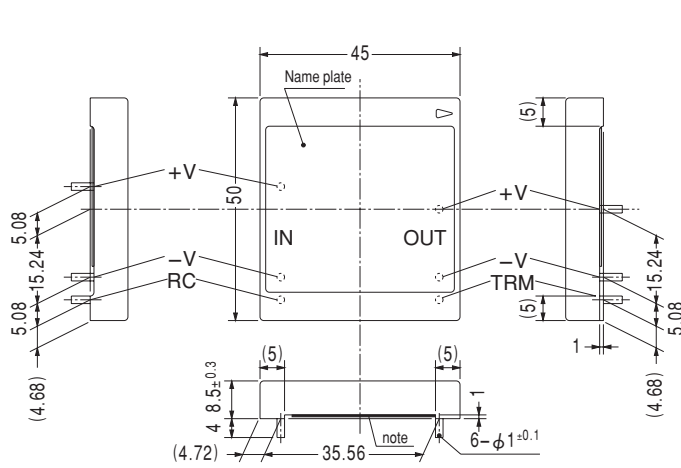 45
Name plate
(5)
+V
50
+V
5.08
IN
OUT
15.24
−V
RC
−V
TRM
15.24
5.08
(5)
5.08
(4.68)
1
(4.68)
(5)
(5)
8.5±0.3
1
4
note
6−ϕ1±0.1
(4.72)
35.56